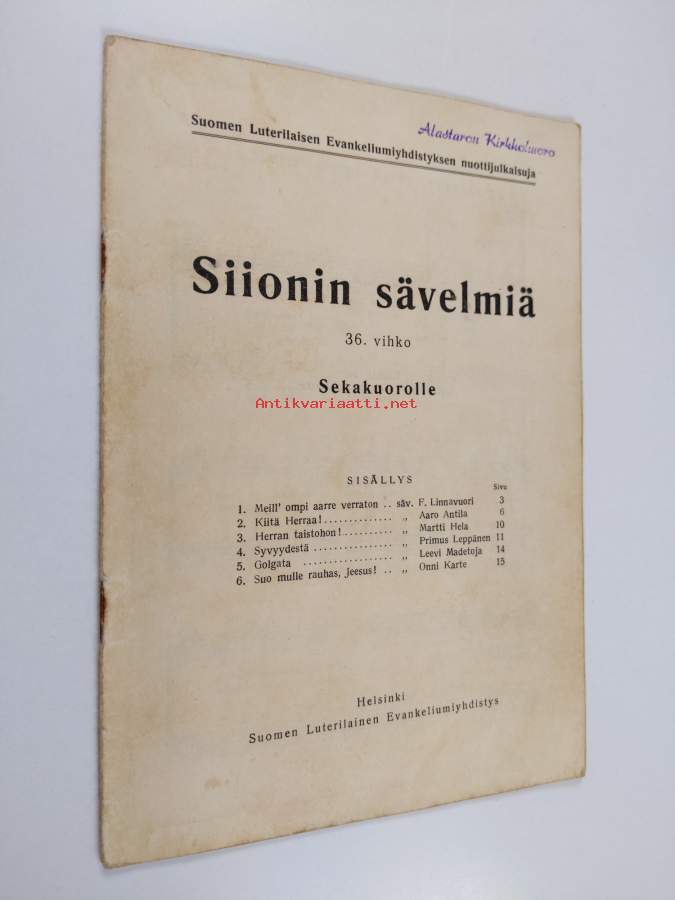 Suomen Luterilaisen Evankeliumiyhdistyksen nuottijulkaisuja
Alastaron Kirkkokuoro
Siionin sävelmiä
36. vihko
Sekakuorolle
Antikvariaatti.net
SISÄLLYS
Sivu
1. Meill' ompi aarre verraton .. säv. F. Linnavuori 3
2. Kiitä Herraa! .............. „ Aaro Antila 6
3. Herran taistohon! .......... „ Martti Hela 10
4. Syvyydestä ................ „ Primus Leppänen 11
5. Golgata .................. „ Leevi Madetoja 14
6. Suo mulle rauhas, Jeesus! .. „ Onni Karte 15
Helsinki
Suomen Luterilainen Evankeliumiyhdistys